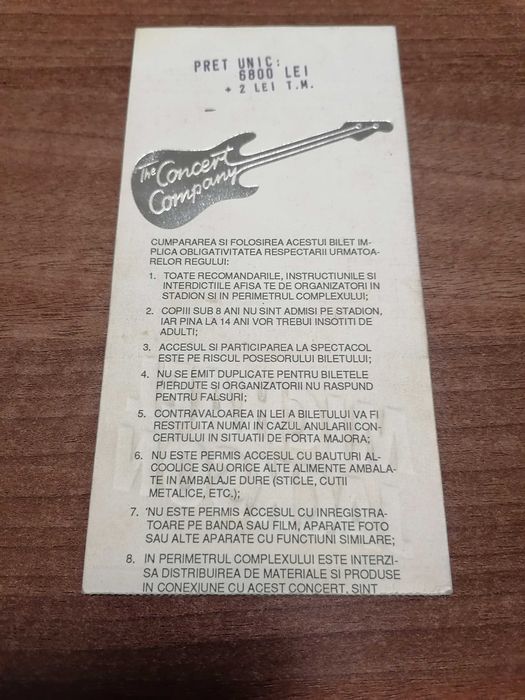 PRET UNIC:
6800 LEI
+ 2 LEI T.M.
The Concert
Company
CUMPARAREA SI FOLOSIREA ACESTUI BILET IM-
PLICA OBLIGATIVITATEA RESPECTARII URMATOA-
RELOR REGULI:
1. TOATE RECOMANDARILE, INSTRUCTIUNILE SI
INTERDICTIILE AFISA TE DE ORGANIZATORI IN
STADION SI IN PERIMETRUL COMPLEXULUI;
2. COPIII SUB 8 ANI NU SINT ADMISI PE STADION,
IAR PINA LA 14 ANI VOR TREBUI INSOTITI DE
ADULTI;
3. ACCESUL SI PARTICIPAREA LA SPECTACOL
ESTE PE RISCUL POSESORULUI BILETULUI;
4. NU SE EMIT DUPLICATE PENTRU BILETELE
PIERDUTE SI ORGANIZATORII NU RASPUND
PENTRU FALSURI;
5. CONTRAVALOAREA IN LEI A BILETULUI VA FI
RESTITUITA NUMAI IN CAZUL ANULARII CON-
CERTULUI IN SITUATII DE FORTA MAJORA;
6. NU ESTE PERMIS ACCESUL CU BAUTURI AL-
COOLICE SAU ORICE ALTE ALIMENTE AMBALA-
TE IN AMBALAJE DURE (STICLE, CUTII
METALICE, ETC.);
7. 'NU ESTE PERMIS ACCESUL CU INREGISTRA-
TOARE PE BANDA SAU FILM, APARATE FOTO
SAU ALTE APARATE CU FUNCTIUNI SIMILARE;
8. IN PERIMETRUL COMPLEXULUI ESTE INTERZI-
SA DISTRIBUIREA DE MATERIALE SI PRODUSE
IN CONEXIUNE CU ACEST CONCERT, SINT